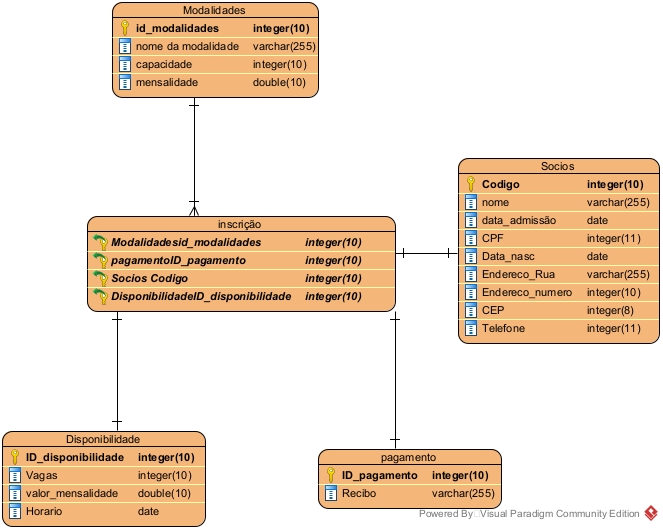 Modalidades
id_modalidades integer(10)
nome da modalidade varchar(255)
capacidade integer(10)
mensalidade double(10)
Socios
Codigo integer(10)
nome varchar(255)
data_admissão date
CPF integer(11)
Data_nasc date
Endereco_Rua varchar(255)
Endereco_numero integer(10)
CEP integer(8)
Telefone integer(11)
inscrição
Modalidadesid_modalidades integer(10)
pagamentoID_pagamento integer(10)
Socios Codigo integer(10)
DisponibilidadeID_disponibilidade integer(10)
Disponibilidade
ID_disponibilidade integer(10)
Vagas integer(10)
valor_mensalidade double(10)
Horario date
pagamento
ID_pagamento integer(10)
Recibo varchar(255)
Powered By: Visual Paradigm Community Edition